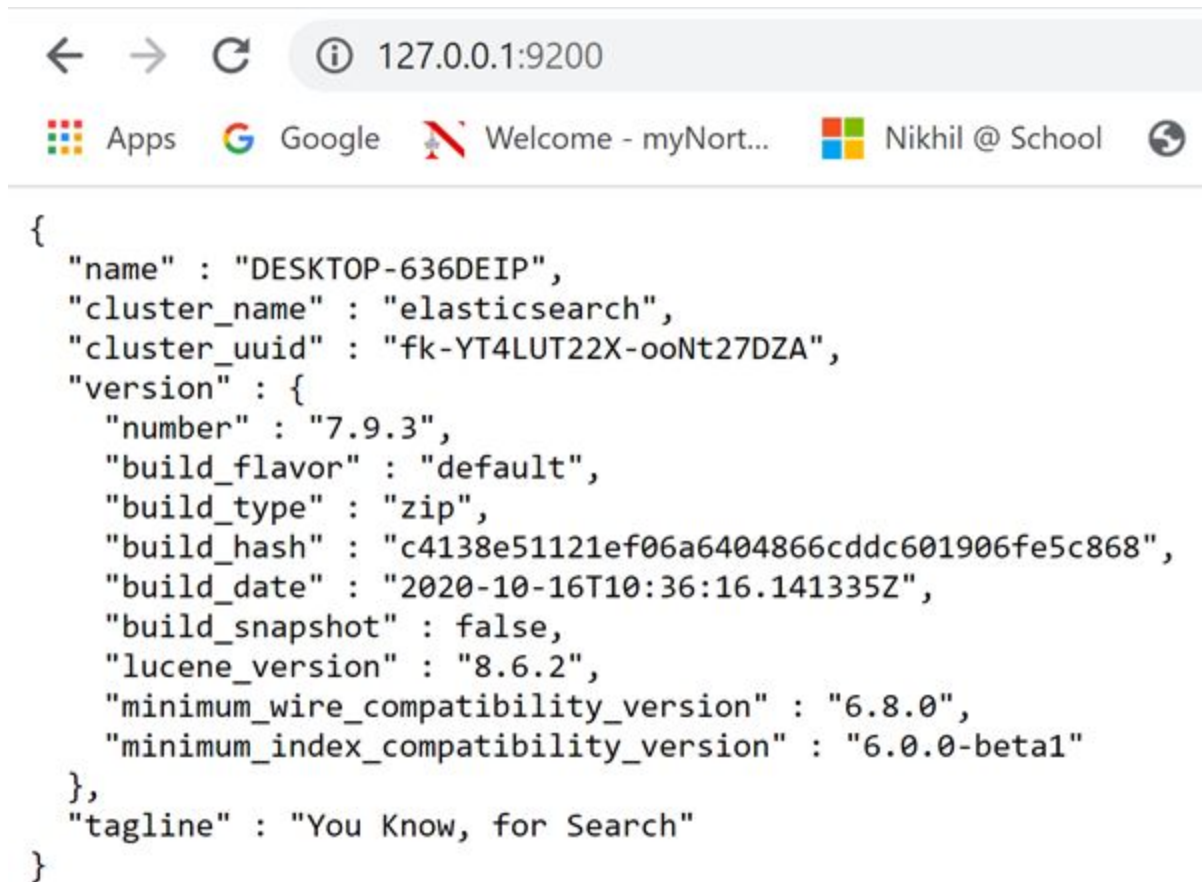 127.0.0.1:9200
Apps Google Welcome - myNort... Nikhil @ School
{
  "name" : "DESKTOP-636DEIP",
  "cluster_name" : "elasticsearch",
  "cluster_uuid" : "fk-YT4LUT22X-ooNt27DZA",
  "version" : {
    "number" : "7.9.3",
    "build_flavor" : "default",
    "build_type" : "zip",
    "build_hash" : "c4138e51121ef06a6404866cddc601906fe5c868",
    "build_date" : "2020-10-16T10:36:16.141335Z",
    "build_snapshot" : false,
    "lucene_version" : "8.6.2",
    "minimum_wire_compatibility_version" : "6.8.0",
    "minimum_index_compatibility_version" : "6.0.0-beta1"
  },
  "tagline" : "You Know, for Search"
}